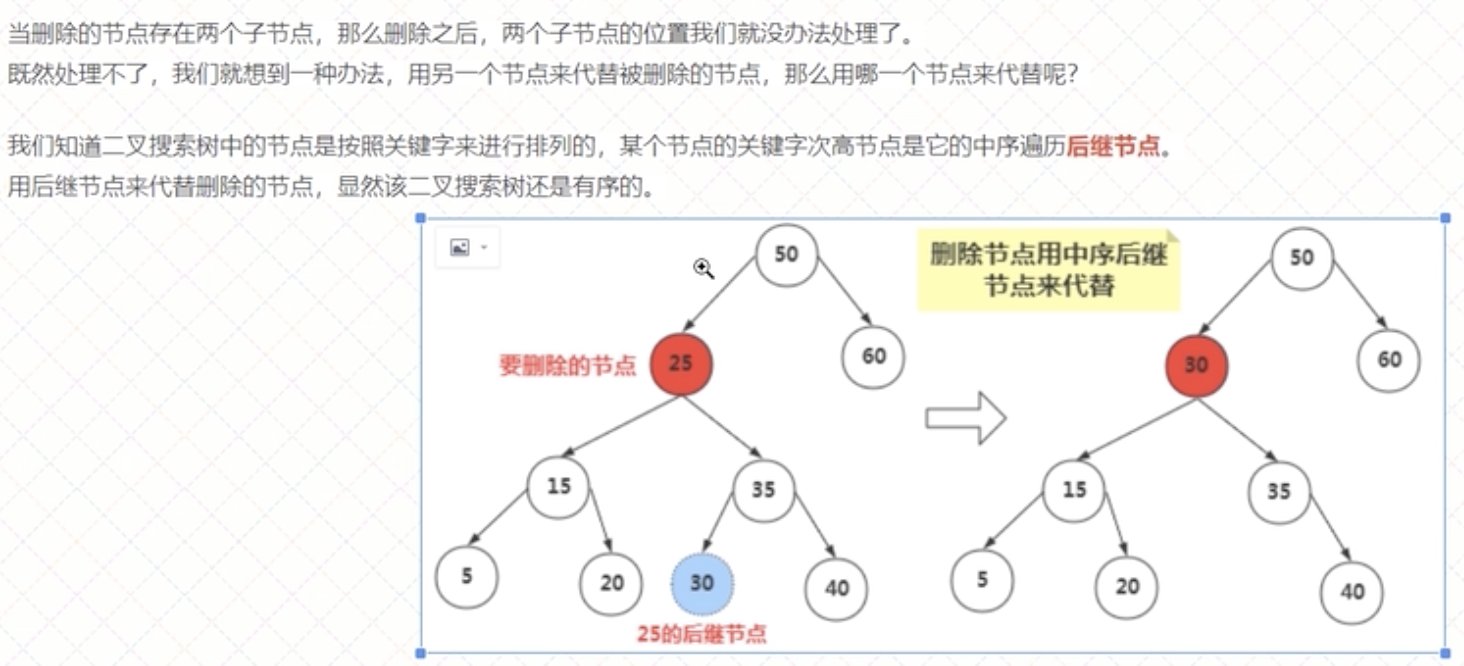 当删除的节点存在两个子节点，那么删除之后，两个子节点的位置我们就没办法处理了。
既然处理不了，我们就想到一种办法，用另一个节点来代替被删除的节点，那么用哪一个节点来代替呢？
我们知道二叉搜索树中的节点是按照关键字来进行排列的，某个节点的关键字次高节点是它的中序遍历后继节点。
用后继节点来代替删除的节点，显然该二叉搜索树还是有序的。
50
删除节点用中序后继
节点来代替
50
要删除的节点
25
60
30
60
15
35
15
35
5
20
30
40
5
20
40
25的后继节点